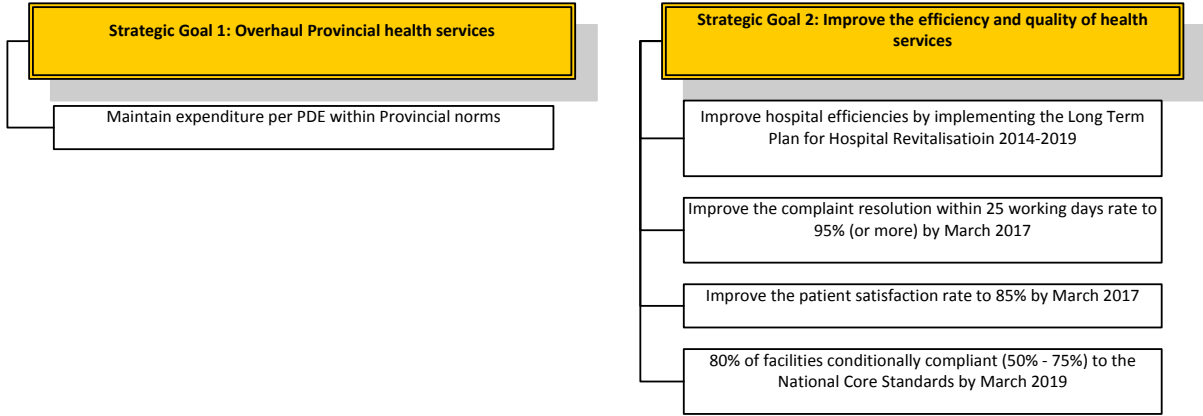 Strategic Goal 1: Overhaul Provincial health services
Maintain expenditure per PDE within Provincial norms
Strategic Goal 2: Improve the efficiency and quality of health
services
Improve hospital efficiencies by implementing the Long Term
Plan for Hospital Revitalisatioin 2014-2019
Improve the complaint resolution within 25 working days rate to
95% (or more) by March 2017
Improve the patient satisfaction rate to 85% by March 2017
80% of facilities conditionally compliant (50% - 75%) to the
National Core Standards by March 2019